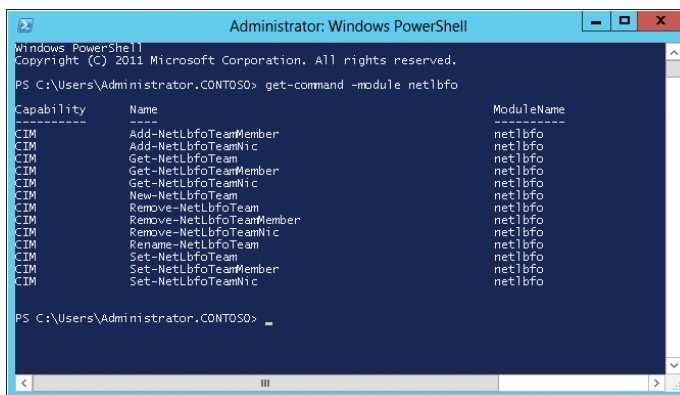 Administrator: Windows PowerShell
Windows PowerShell
Copyright (C) 2011 Microsoft Corporation. All rights reserved.
PS C:\Users\Administrator.CONTOSO> get-command -module netlbfo
Capability Name ModuleName
---------- ---- ----------
CIM Add-NetLbfoTeamMember netlbfo
CIM Add-NetLbfoTeamNic netlbfo
CIM Get-NetLbfoTeam netlbfo
CIM Get-NetLbfoTeamMember netlbfo
CIM Get-NetLbfoTeamNic netlbfo
CIM New-NetLbfoTeam netlbfo
CIM Remove-NetLbfoTeam netlbfo
CIM Remove-NetLbfoTeamMember netlbfo
CIM Remove-NetLbfoTeamNic netlbfo
CIM Rename-NetLbfoTeam netlbfo
CIM Set-NetLbfoTeam netlbfo
CIM Set-NetLbfoTeamMember netlbfo
CIM Set-NetLbfoTeamNic netlbfo
PS C:\Users\Administrator.CONTOSO> _